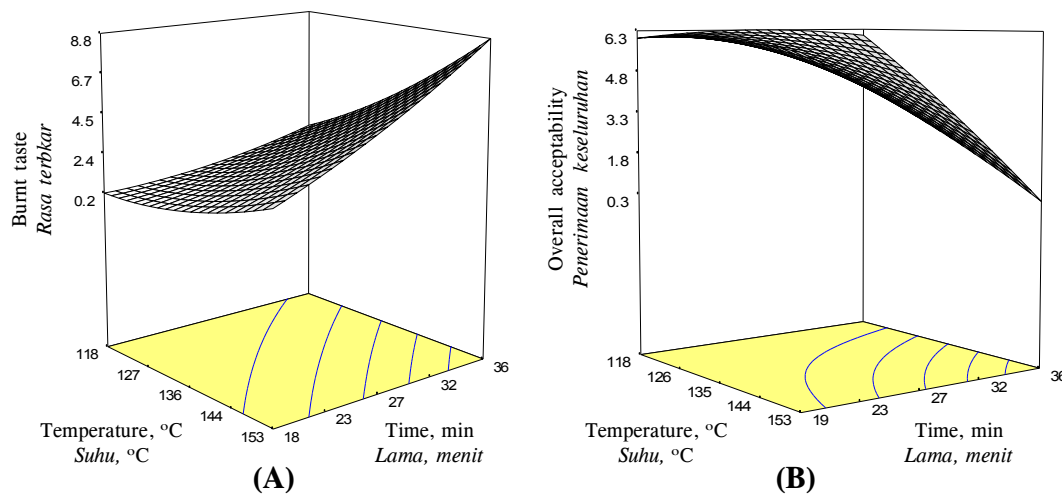 8.8
6.7
4.5
2.4
0.2
Burnt taste
Rasa terbkar
118
127
136
144
153
18
23
27
32
36
Temperature, °C
Suhu, °C
Time, min
Lama, menit
(A)
6.3
4.8
3.3
1.8
0.3
Overall acceptability
Penerimaan keseluruhan
118
126
135
144
153
19
23
27
32
36
Temperature, °C
Suhu, °C
Time, min
Lama, menit
(B)